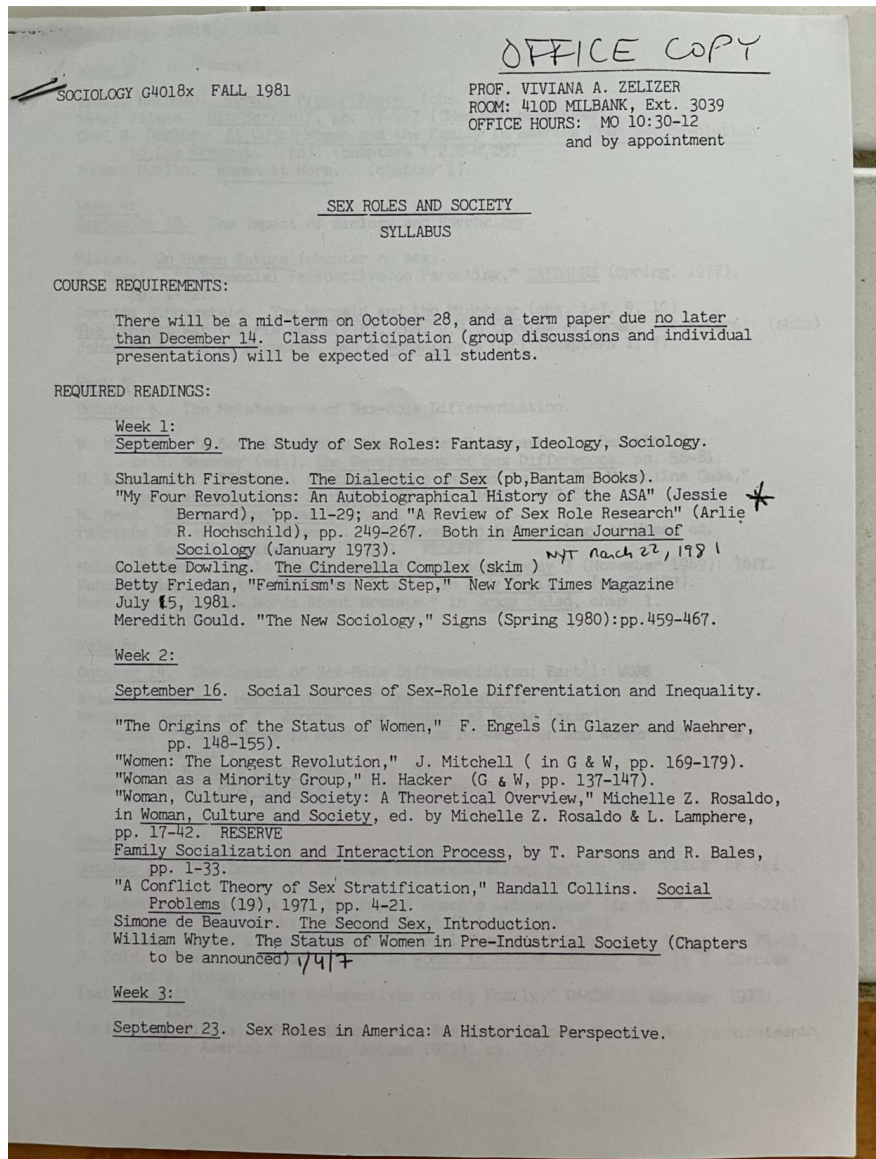 OFFICE COPY
SOCIOLOGY G4018x FALL 1981
PROF. VIVIANA A. ZELIZER
ROOM: 410D MILBANK, Ext. 3039
OFFICE HOURS: MO 10:30-12
and by appointment
SEX ROLES AND SOCIETY
SYLLABUS
COURSE REQUIREMENTS:
There will be a mid-term on October 28, and a term paper due no later
than December 14. Class participation (group discussions and individual
presentations) will be expected of all students.
REQUIRED READINGS:
Week 1:
September 9. The Study of Sex Roles: Fantasy, Ideology, Sociology.
Shulamith Firestone. The Dialectic of Sex (pb,Bantam Books).
"My Four Revolutions: An Autobiographical History of the ASA" (Jessie
Bernard), pp. 11-29; and "A Review of Sex Role Research" (Arlie
R. Hochschild), pp. 249-267. Both in American Journal of
Sociology (January 1973).
NYT March 22, 1981
Colette Dowling. The Cinderella Complex (skim )
Betty Friedan, "Feminism's Next Step," New York Times Magazine
July 5, 1981.
Meredith Gould. "The New Sociology," Signs (Spring 1980):pp.459-467.
Week 2:
September 16. Social Sources of Sex-Role Differentiation and Inequality.
"The Origins of the Status of Women," F. Engels (in Glazer and Waehrer,
pp. 148-155).
"Women: The Longest Revolution," J. Mitchell ( in G & W, pp. 169-179).
"Woman as a Minority Group," H. Hacker (G & W, pp. 137-147).
"Woman, Culture, and Society: A Theoretical Overview," Michelle Z. Rosaldo,
in Woman, Culture and Society, ed. by Michelle Z. Rosaldo & L. Lamphere,
pp. 17-42. RESERVE
Family Socialization and Interaction Process, by T. Parsons and R. Bales,
pp. 1-33.
"A Conflict Theory of Sex Stratification," Randall Collins. Social
Problems (19), 1971, pp. 4-21.
Simone de Beauvoir. The Second Sex, Introduction.
William Whyte. The Status of Women in Pre-Industrial Society (Chapters
to be announced) 1/4/7
Week 3:
September 23. Sex Roles in America: A Historical Perspective.